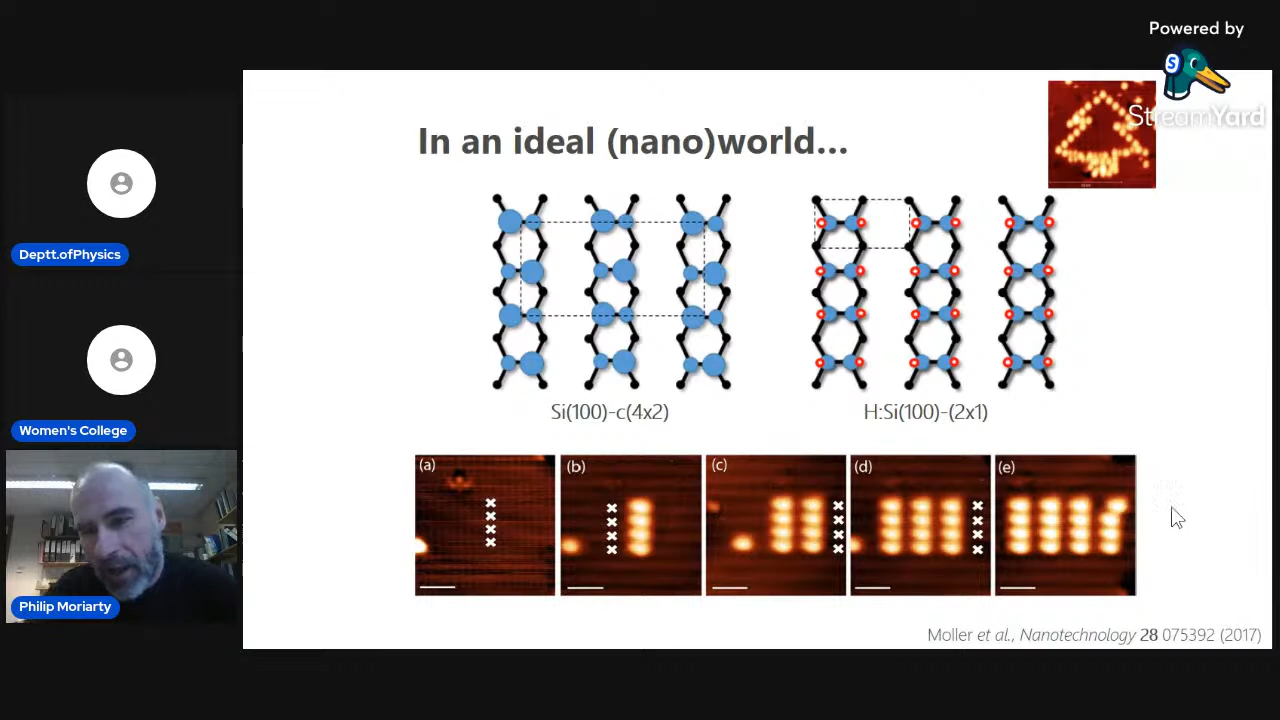 Powered by
StreamYard
S
In an ideal (nano)world...
Deptt.ofPhysics
Women's College
Philip Moriarty
Si(100)-c(4x2)
H:Si(100)-(2x1)
(a)
(b)
(c)
(d)
(e)
Moller et al., Nanotechnology 28 075392 (2017)